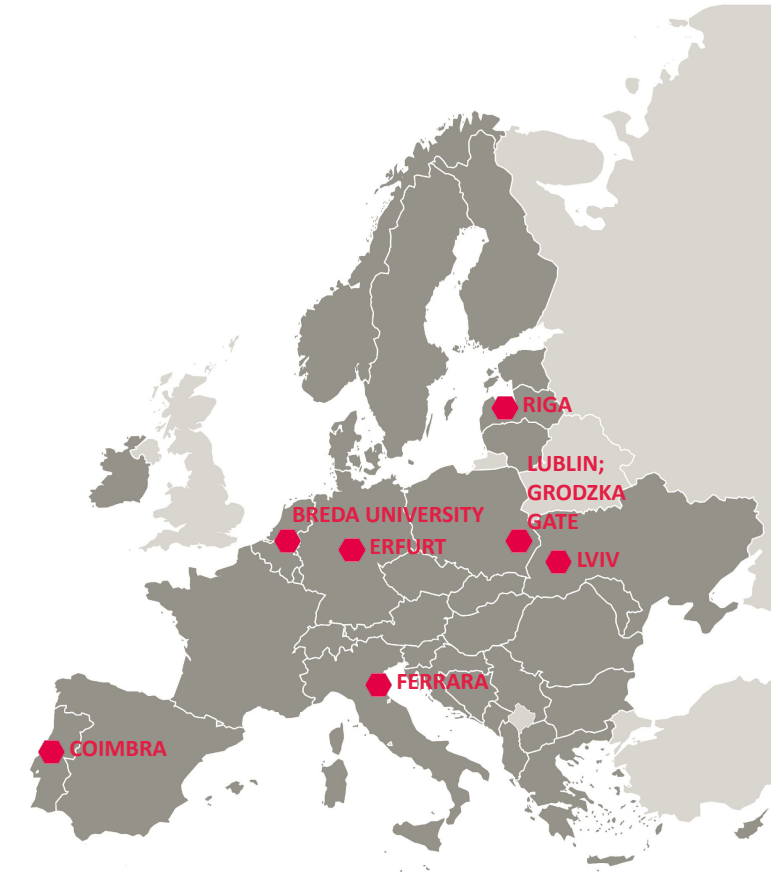 RIGA
LUBLIN;
GRODZKA
GATE
BREDA UNIVERSITY
ERFURT
LVIV
FERRARA
COIMBRA